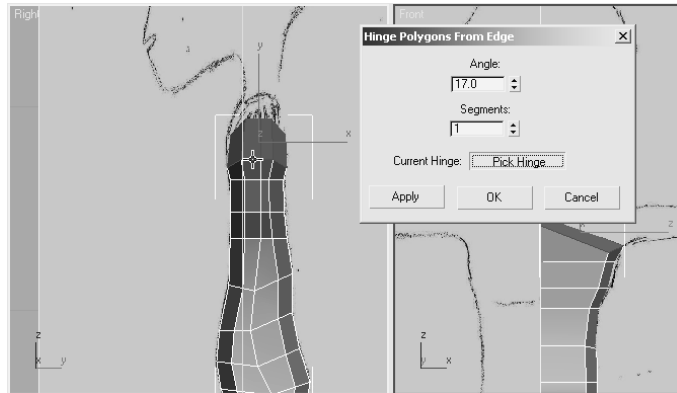 Right
Front
Hinge Polygons From Edge
Angle:
17.0
Segments:
1
Current Hinge: Pick Hinge
Apply OK Cancel
y
z
x
x
z
z
x y
z
y x